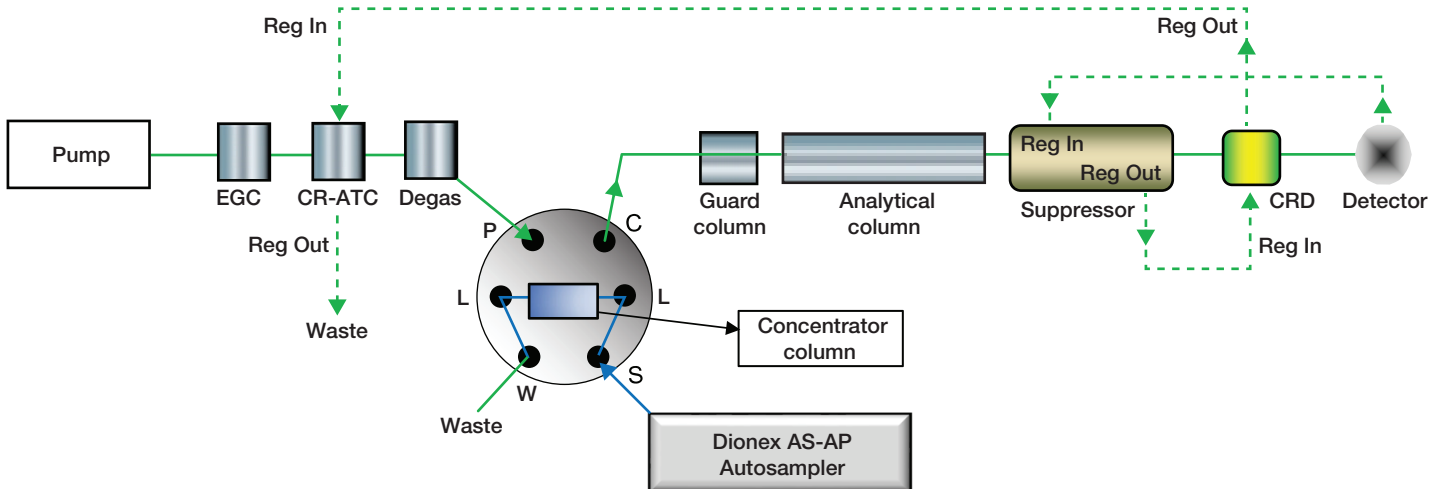 Reg In
Reg Out
Pump
EGC
CR-ATC
Degas
Reg Out
Waste
P
C
L
L
W
S
Waste
Concentrator
column
Dionex AS-AP
Autosampler
Guard
column
Analytical
column
Reg In
Reg Out
Suppressor
Reg In
CRD
Detector